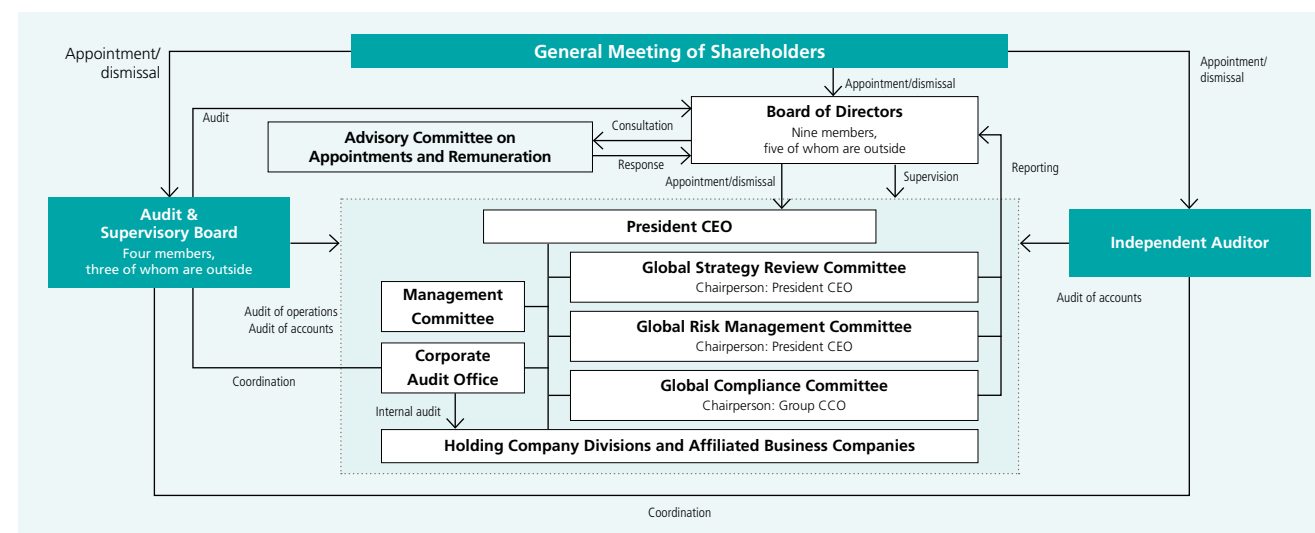 General Meeting of Shareholders
Appointment/
dismissal
Appointment/
dismissal
Appointment/dismissal
Audit
Board of Directors
Nine members,
five of whom are outside
Consultation
Advisory Committee on
Appointments and Remuneration
Response
Appointment/dismissal
Supervision
Reporting
Audit &
Supervisory Board
Four members,
three of whom are outside
President CEO
Independent Auditor
Global Strategy Review Committee
Chairperson: President CEO
Management
Committee
Audit of operations
Audit of accounts
Audit of accounts
Global Risk Management Committee
Chairperson: President CEO
Corporate
Audit Office
Coordination
Global Compliance Committee
Chairperson: Group CCO
Internal audit
Holding Company Divisions and Affiliated Business Companies
Coordination